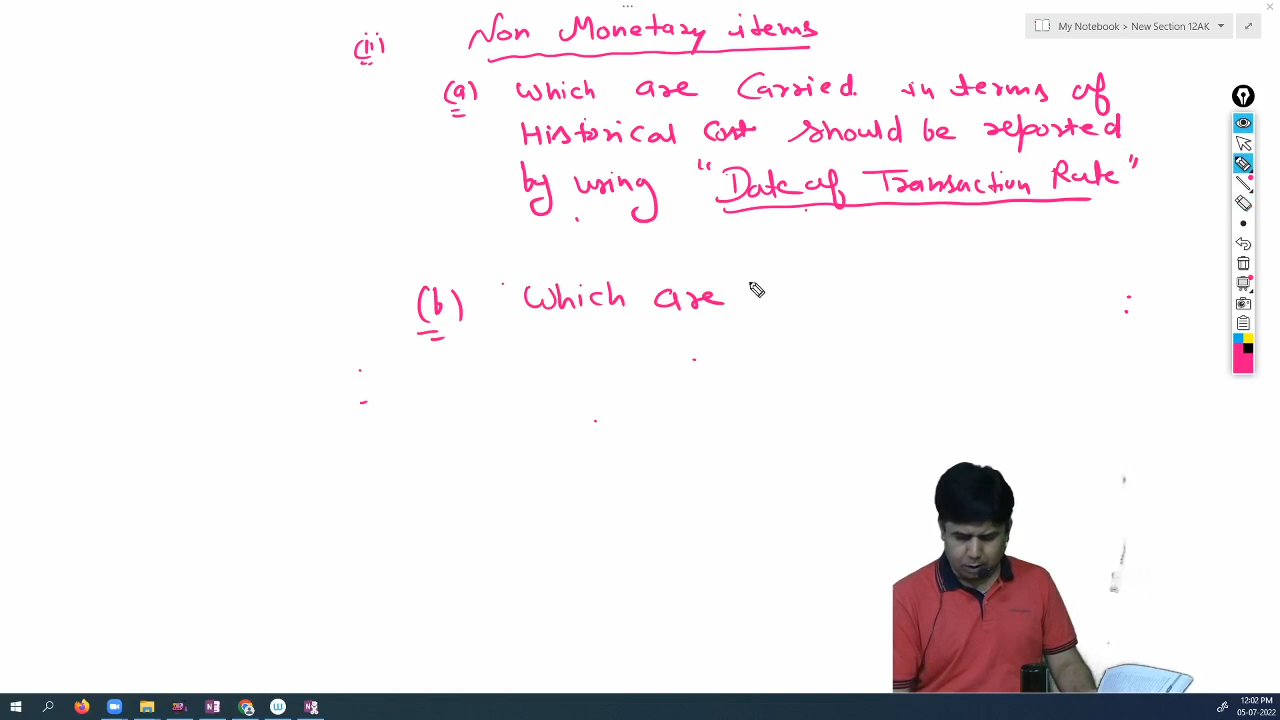 My Notebook > New Section 12AK
(ii) Non Monetary items
(a) which are Carried in terms of
Historical Cost should be reported
by using "Date of Transaction Rate"
(b) Which are
12:02 PM
05-07-2022